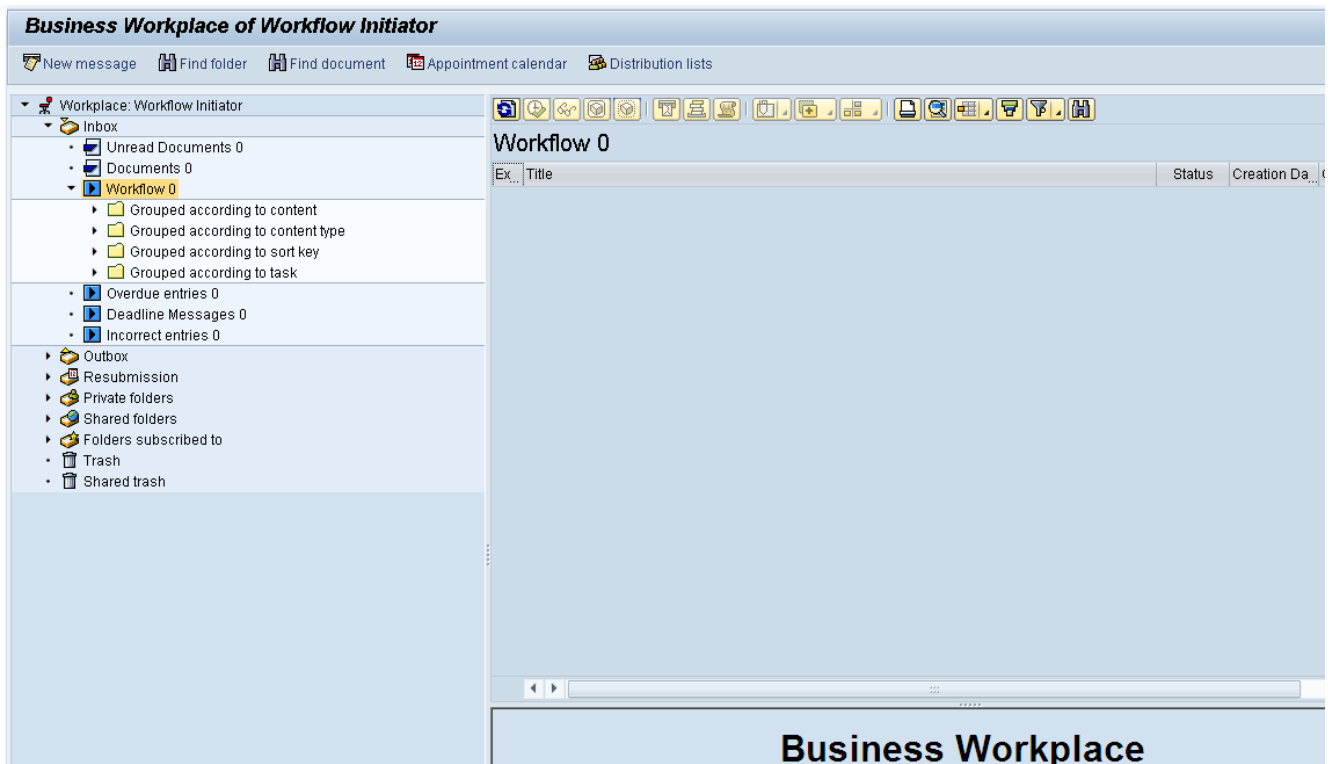 Business Workplace of Workflow Initiator
New message Find folder Find document Appointment calendar Distribution lists
Workplace: Workflow Initiator
Inbox
Unread Documents 0
Documents 0
Workflow 0
Grouped according to content
Grouped according to content type
Grouped according to sort key
Grouped according to task
Overdue entries 0
Deadline Messages 0
Incorrect entries 0
Outbox
Resubmission
Private folders
Shared folders
Folders subscribed to
Trash
Shared trash
Workflow 0
Ex... Title Status Creation Da...
Business Workplace